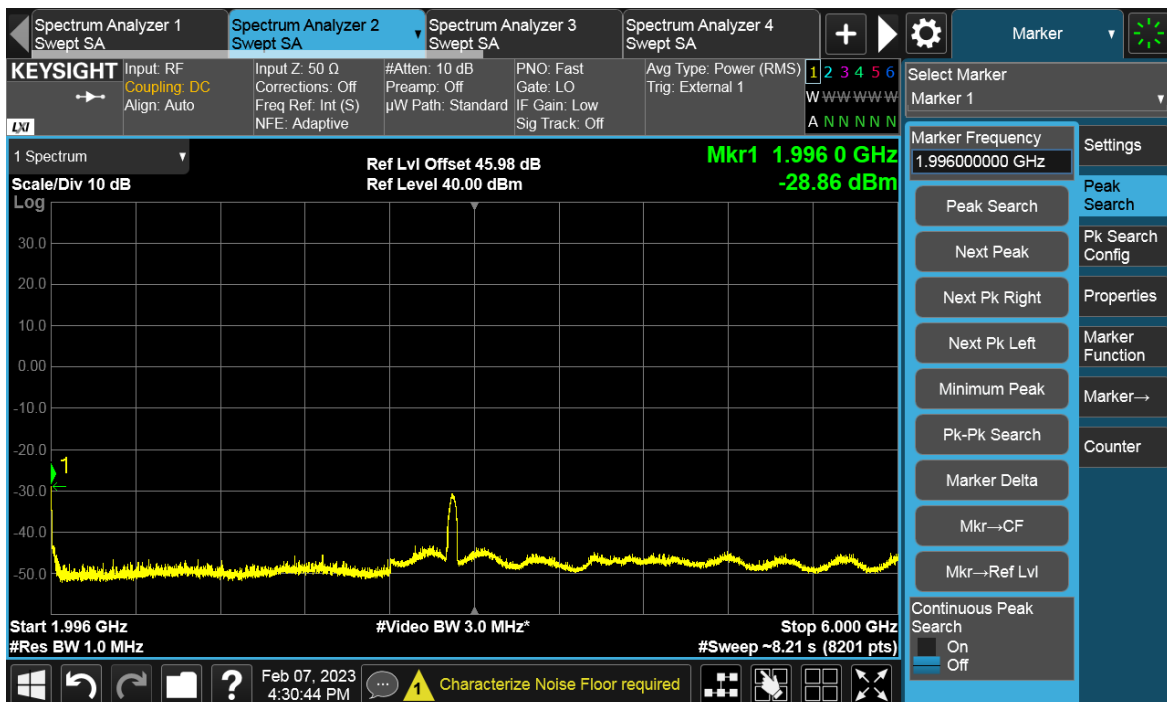 Spectrum Analyzer 1
Swept SA
Spectrum Analyzer 2
Swept SA
Spectrum Analyzer 3
Swept SA
Spectrum Analyzer 4
Swept SA
Marker
KEYSIGHT
LXI
Input: RF
Coupling: DC
Align: Auto
Input Z: 50 Ω
Corrections: Off
Freq Ref: Int (S)
NFE: Adaptive
#Atten: 10 dB
Preamp: Off
µW Path: Standard
PNO: Fast
Gate: LO
IF Gain: Low
Sig Track: Off
Avg Type: Power (RMS)
Trig: External 1
1 2 3 4 5 6
W W W W W W
A N N N N N
Select Marker
Marker 1
1 Spectrum
Scale/Div 10 dB
Log
Ref Lvl Offset 45.98 dB
Ref Level 40.00 dBm
Mkr1 1.996 0 GHz
-28.86 dBm
30.0
20.0
10.0
0.00
-10.0
-20.0
-30.0
-40.0
-50.0
1
Start 1.996 GHz
#Res BW 1.0 MHz
#Video BW 3.0 MHz*
Stop 6.000 GHz
#Sweep ~8.21 s (8201 pts)
Marker Frequency
1.996000000 GHz
Peak Search
Next Peak
Next Pk Right
Next Pk Left
Minimum Peak
Pk-Pk Search
Marker Delta
Mkr→CF
Mkr→Ref Lvl
Continuous Peak
Search
On
Off
Settings
Peak
Search
Pk Search
Config
Properties
Marker
Function
Marker→
Counter
?
Feb 07, 2023
4:30:44 PM
1
Characterize Noise Floor required